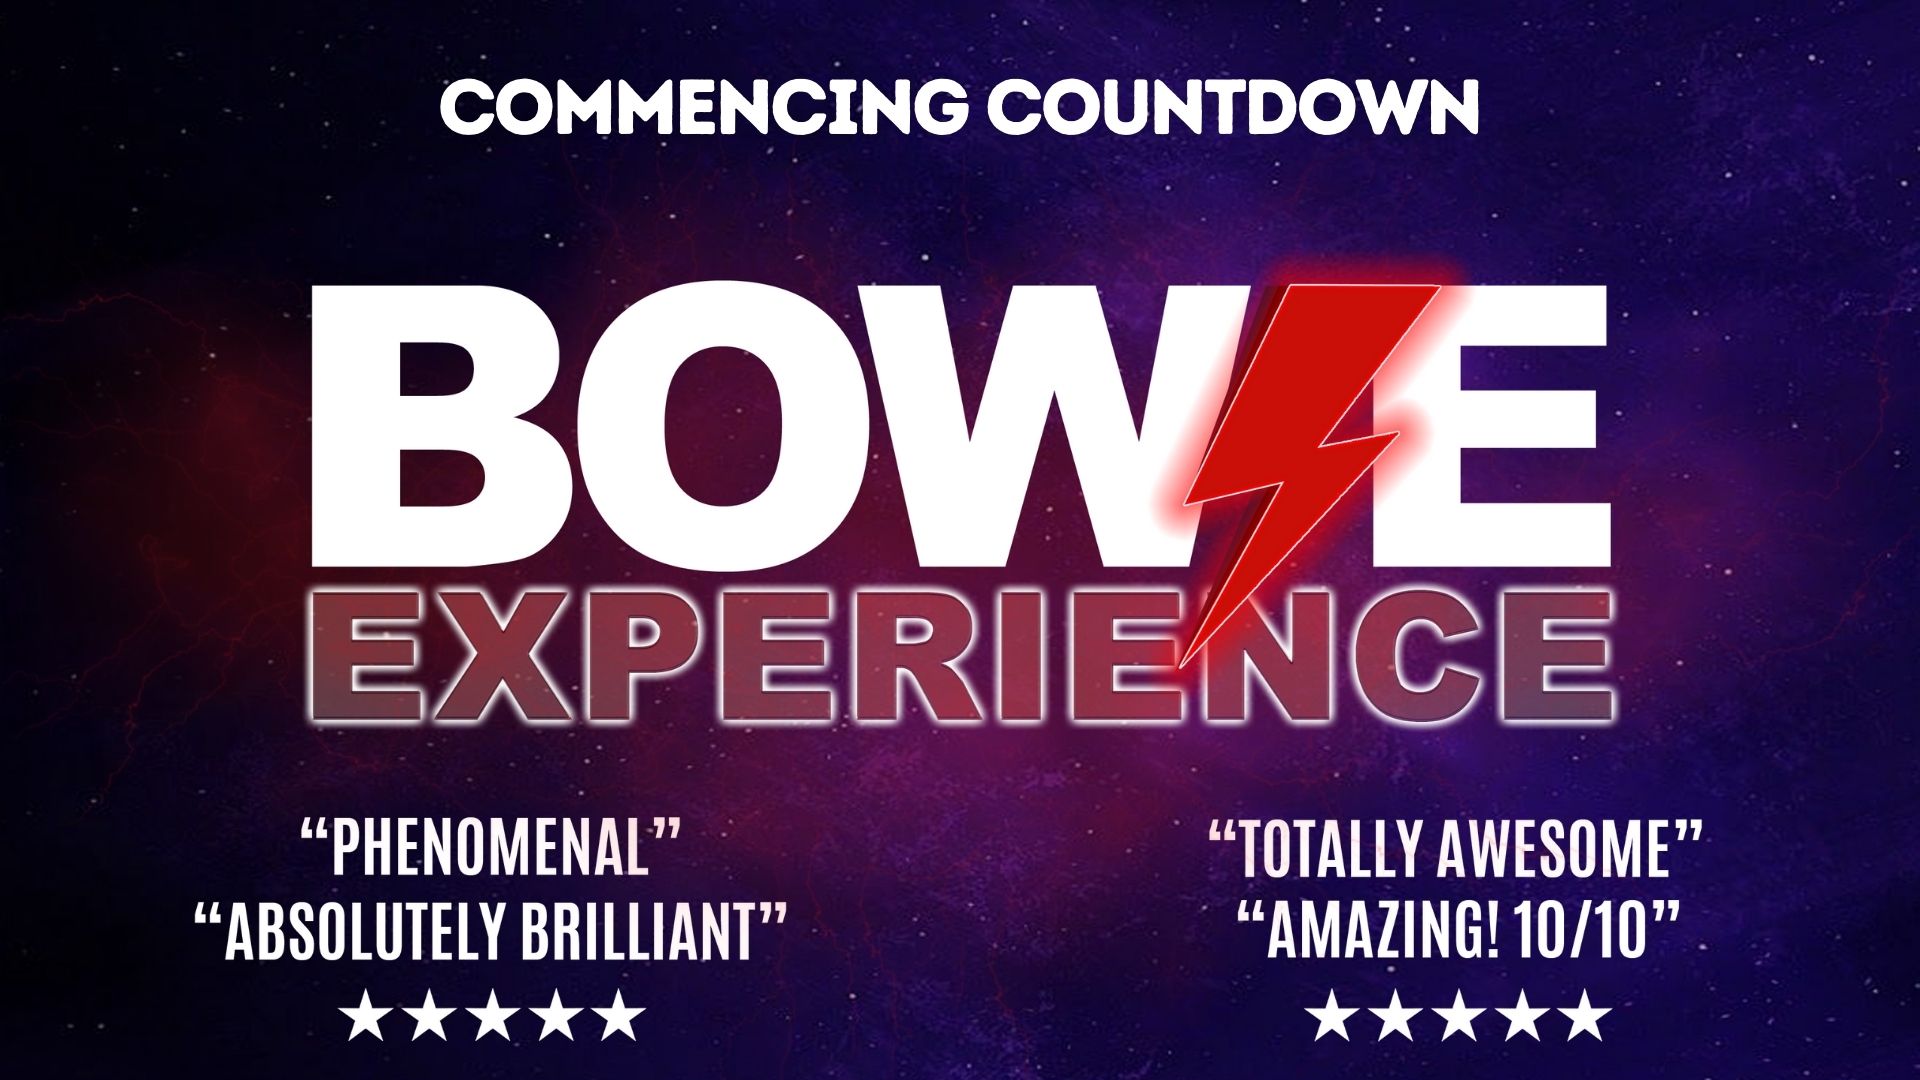 COMMENCING COUNTDOWN
BOWIE
EXPERIENCE
“PHENOMENAL”
“ABSOLUTELY BRILLIANT”
★★★★★
“TOTALLY AWESOME”
“AMAZING! 10/10”
★★★★★